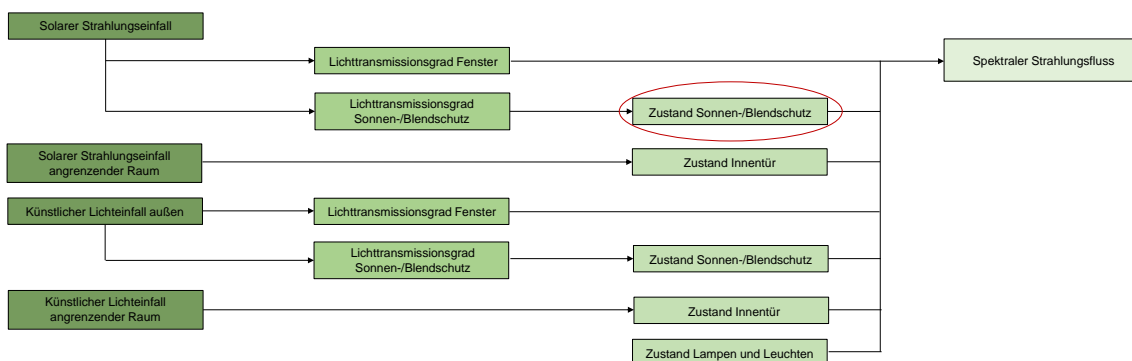 Solarer Strahlungseinfall
Lichttransmissionsgrad Fenster
Spektraler Strahlungsfluss
Lichttransmissionsgrad
Sonnen-/Blendschutz
Zustand Sonnen-/Blendschutz
Solarer Strahlungseinfall
angrenzender Raum
Zustand Innentür
Künstlicher Lichteinfall außen
Lichttransmissionsgrad Fenster
Lichttransmissionsgrad
Sonnen-/Blendschutz
Zustand Sonnen-/Blendschutz
Künstlicher Lichteinfall
angrenzender Raum
Zustand Innentür
Zustand Lampen und Leuchten